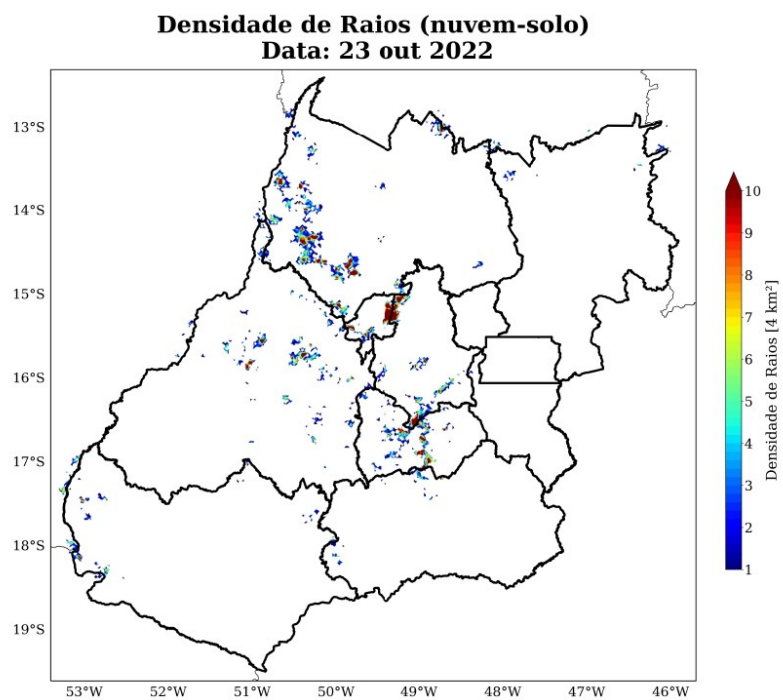 Densidade de Raios (nuvem-solo)
Data: 23 out 2022
13°S
14°S
15°S
16°S
17°S
18°S
19°S
53°W
52°W
51°W
50°W
49°W
48°W
47°W
46°W
10
9
8
7
6
5
4
3
2
1
Densidade de Raios [4 km²]